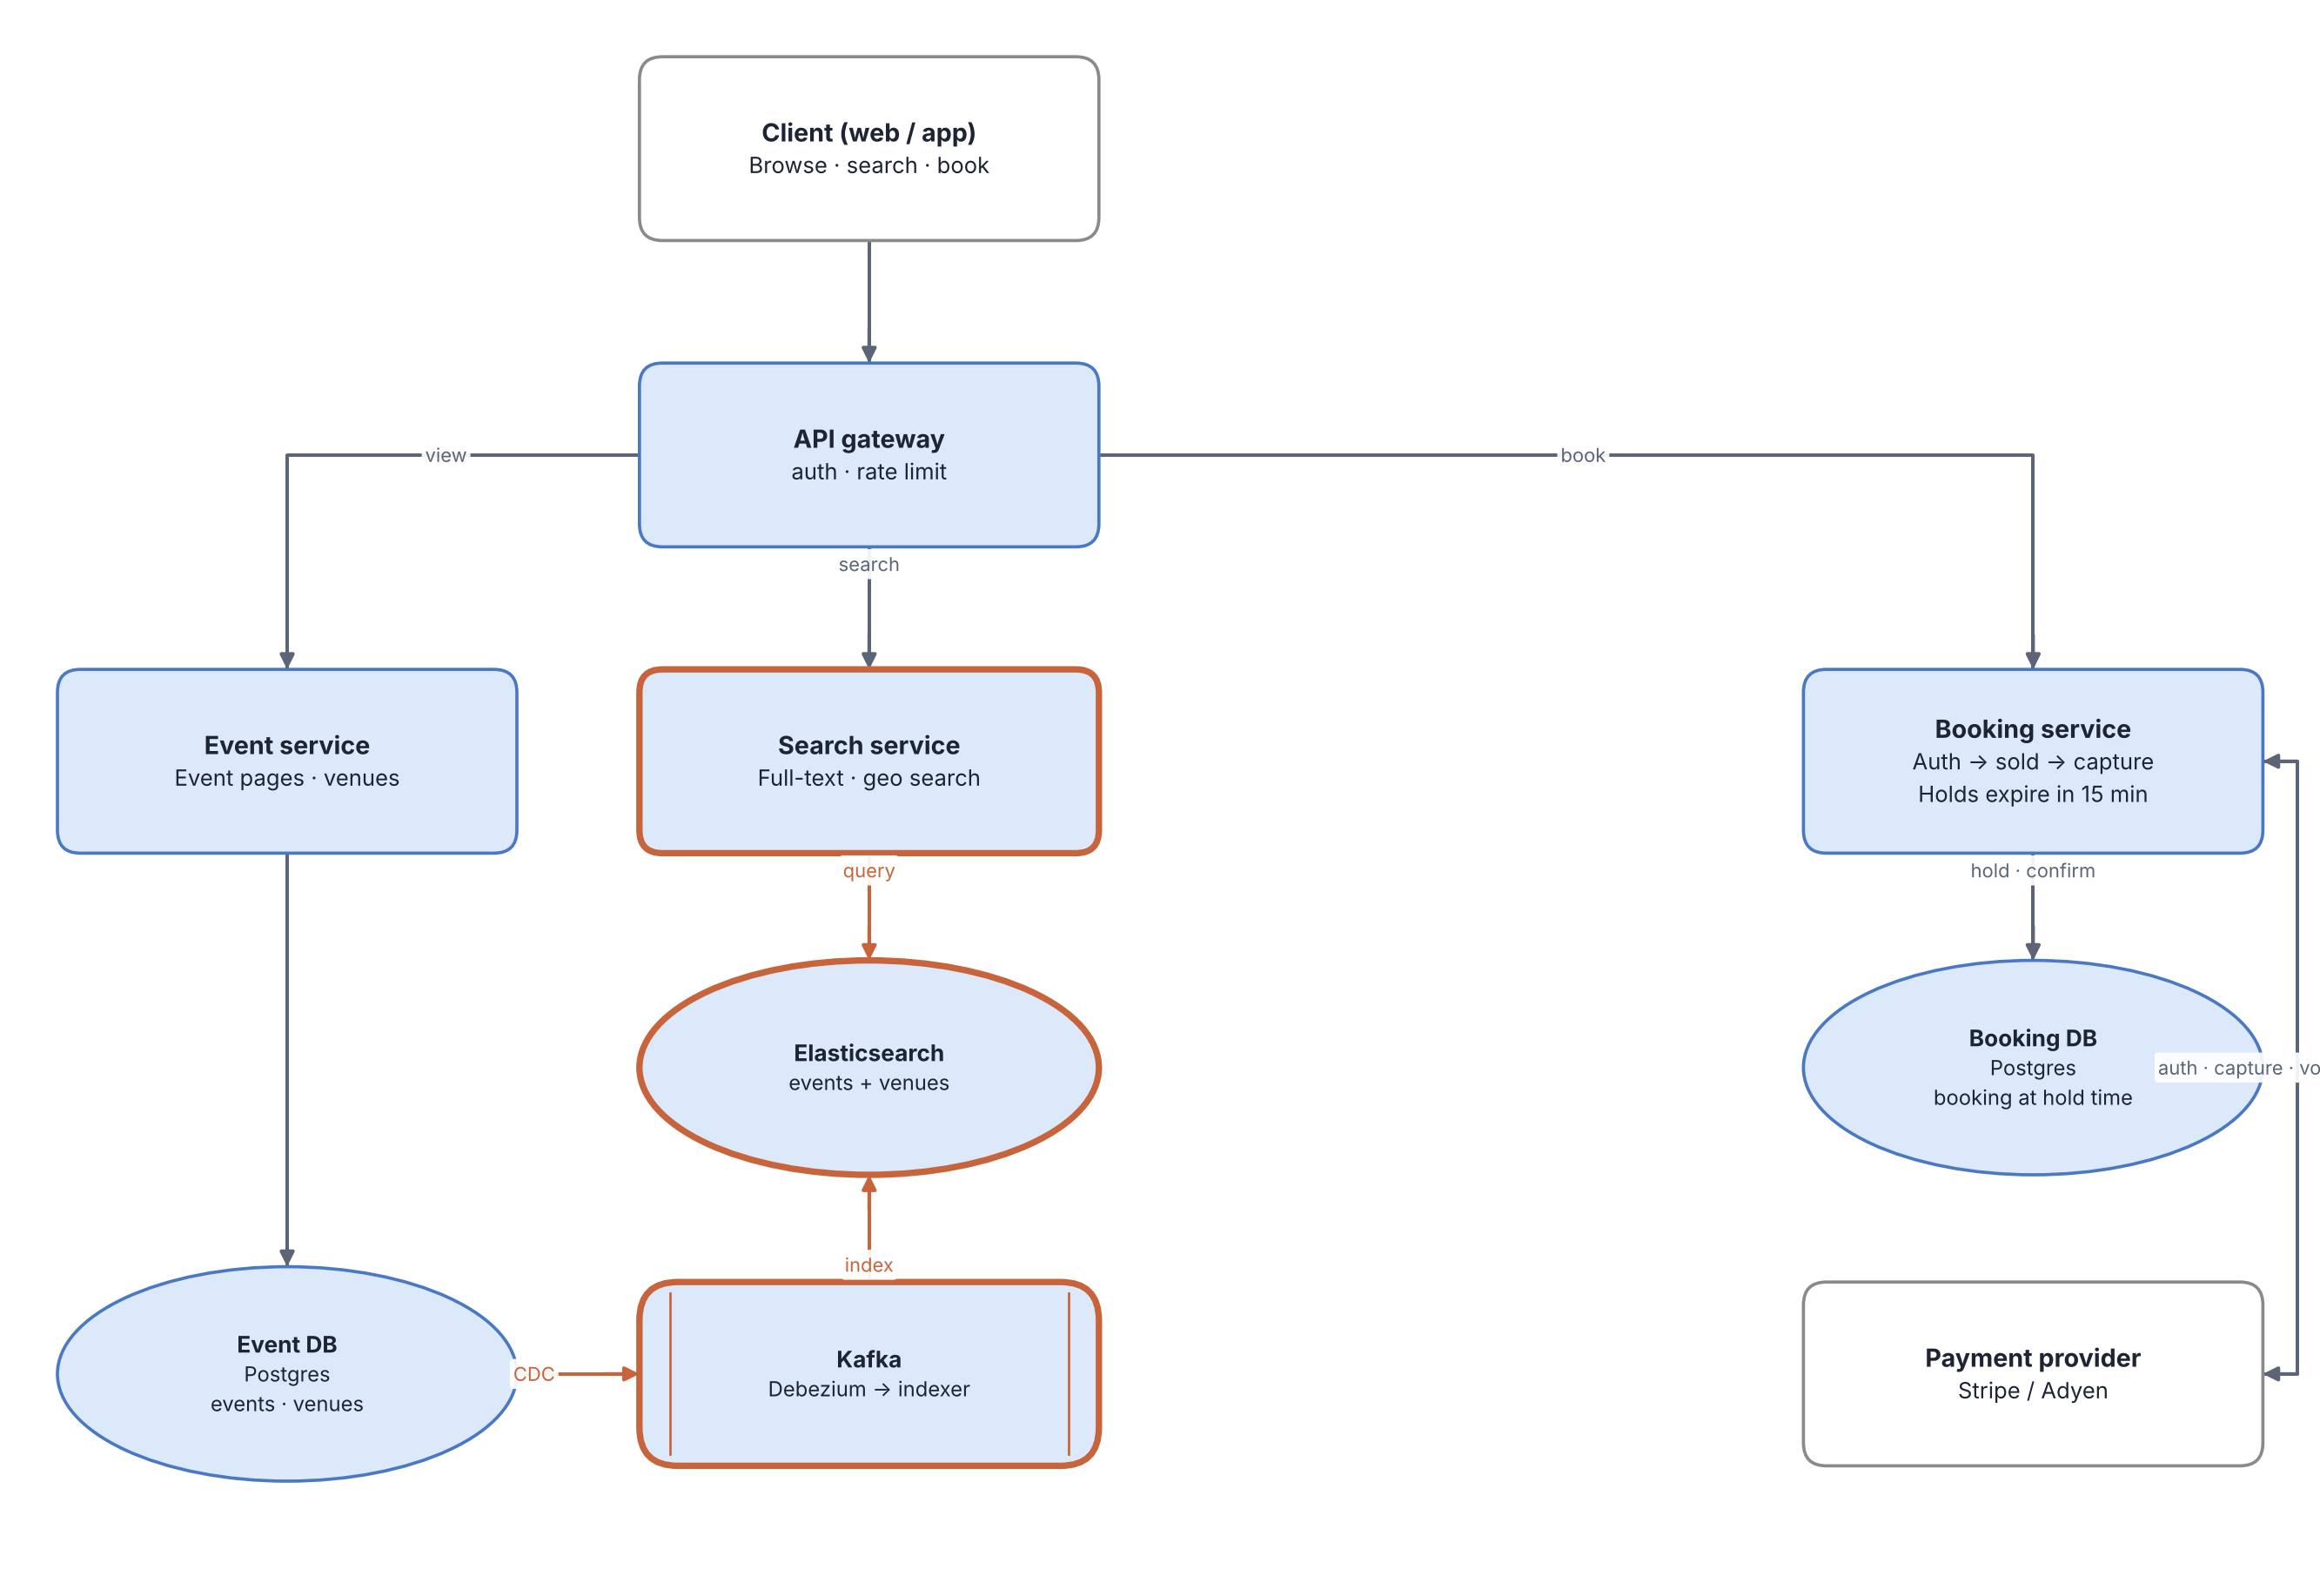 Client (web / app)
Browse · search · book
API gateway
auth · rate limit
view
book
search
Event service
Event pages · venues
Search service
Full-text · geo search
Booking service
Auth → sold → capture
Holds expire in 15 min
query
hold · confirm
Elasticsearch
events + venues
Booking DB
Postgres
booking at hold time
auth · capture · vo
index
Event DB
Postgres
events · venues
CDC
Kafka
Debezium → indexer
Payment provider
Stripe / Adyen